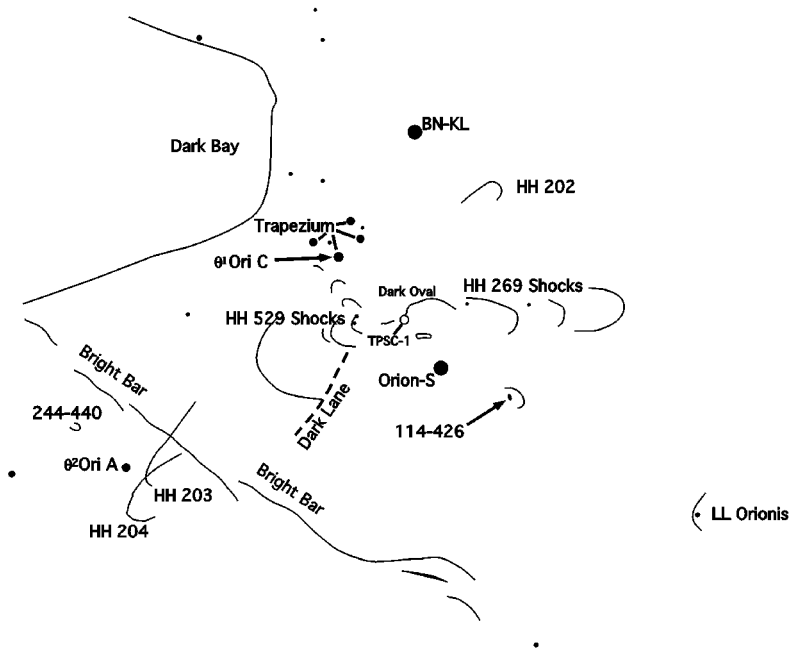 BN-KL
Dark Bay
HH 202
Trapezium
θ¹Ori C
Dark Oval
HH 269 Shocks
HH 529 Shocks
TPSC-1
Bright Bar
Orion-S
Dark Lane
244-440
114-426
θ²Ori A
HH 203
Bright Bar
LL Orionis
HH 204